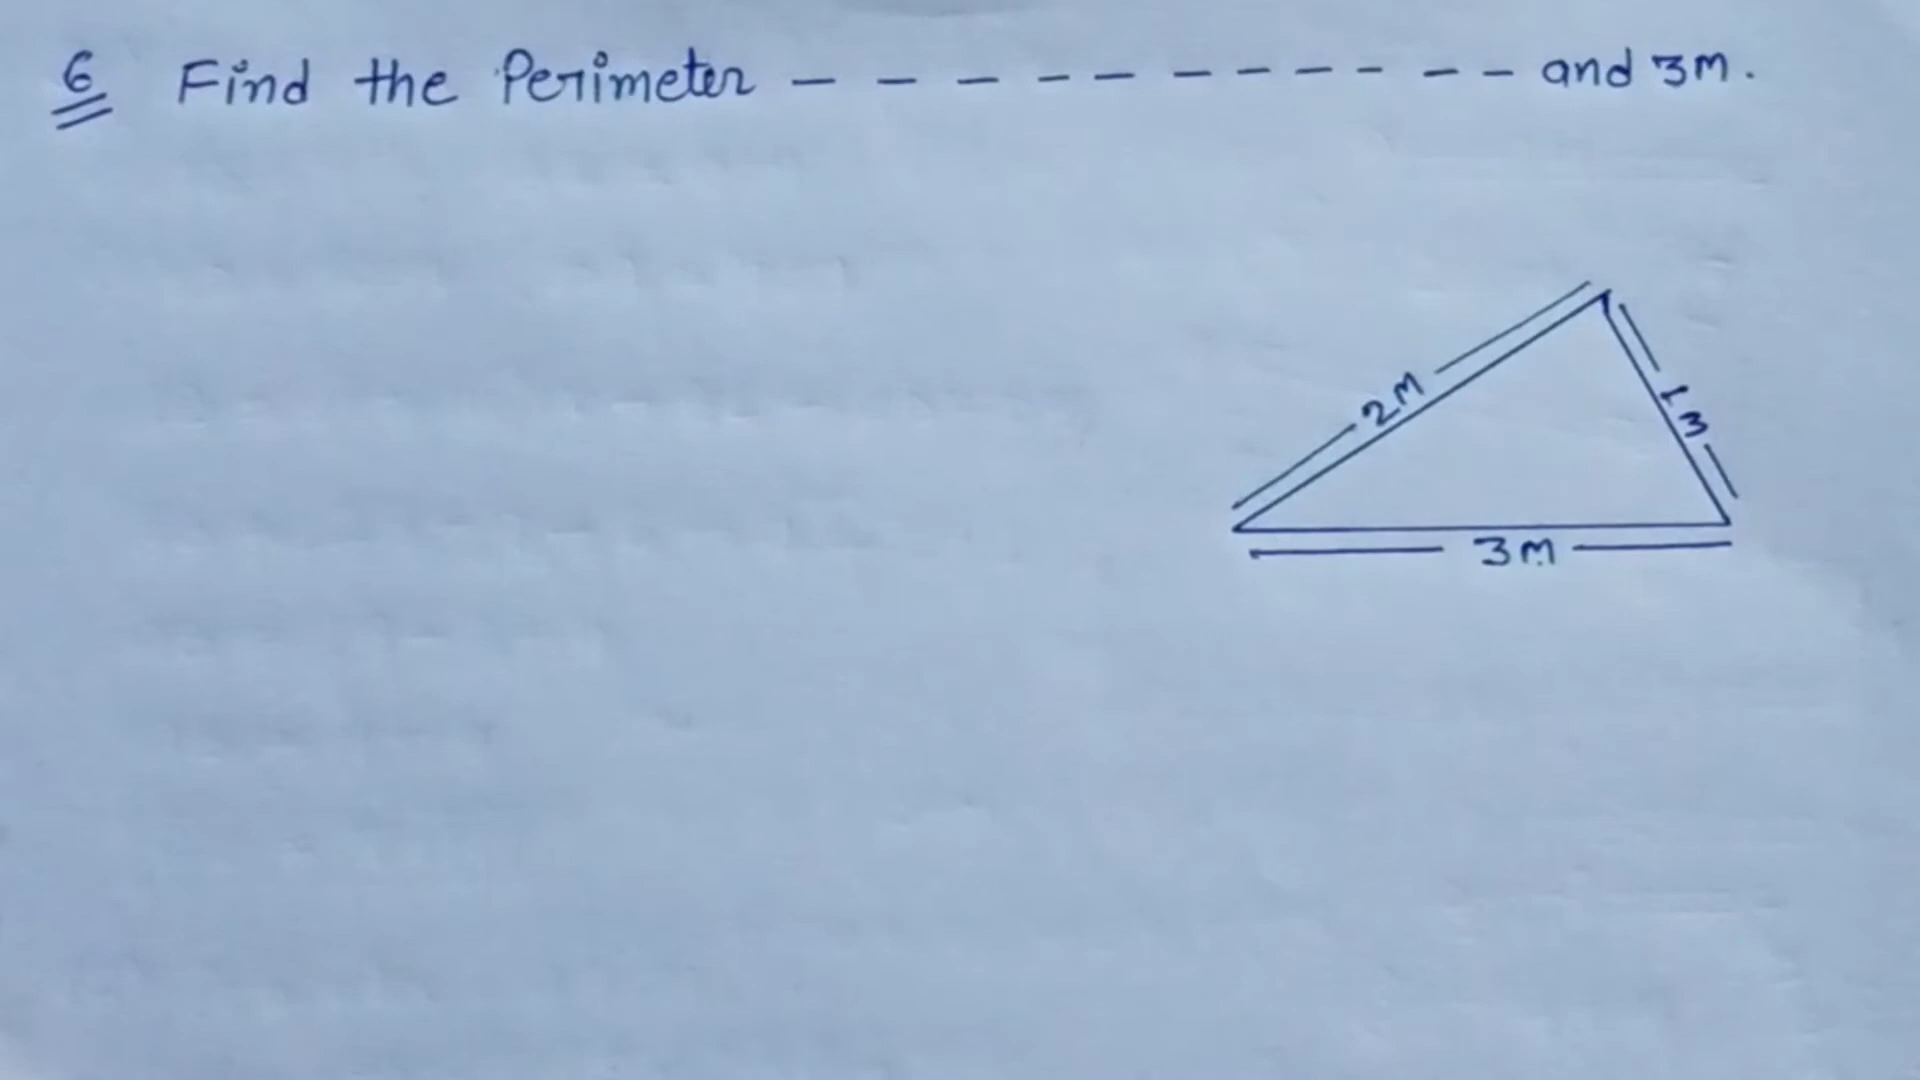 6 Find the Perimeter - - - - - - - - - - - - and 3m.
2m
1m
3m